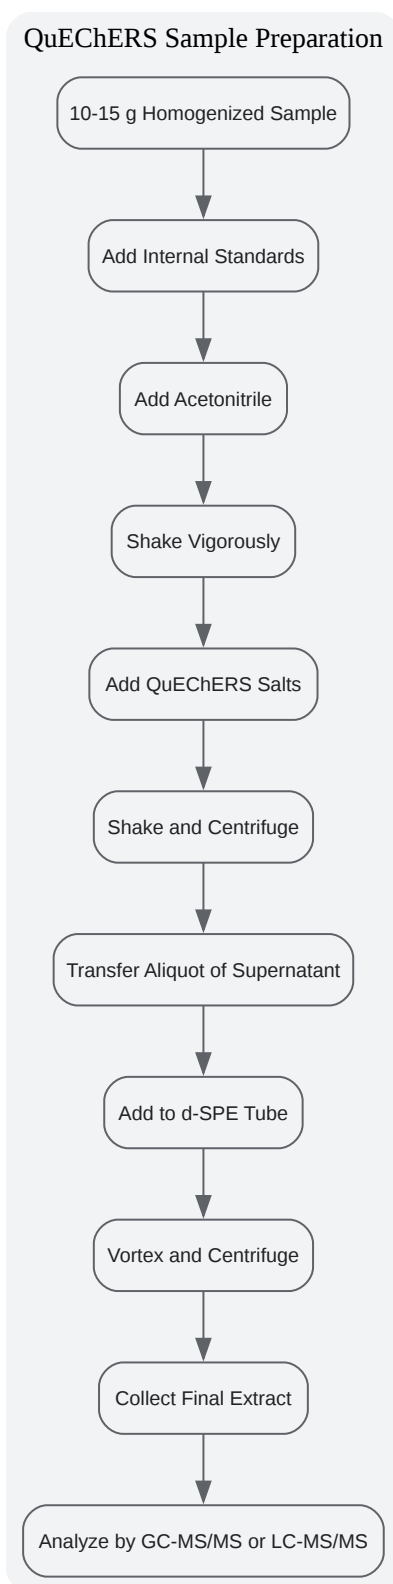 QuEChERS Sample Preparation
10-15 g Homogenized Sample
Add Internal Standards
Add Acetonitrile
Shake Vigorously
Add QuEChERS Salts
Shake and Centrifuge
Transfer Aliquot of Supernatant
Add to d-SPE Tube
Vortex and Centrifuge
Collect Final Extract
Analyze by GC-MS/MS or LC-MS/MS